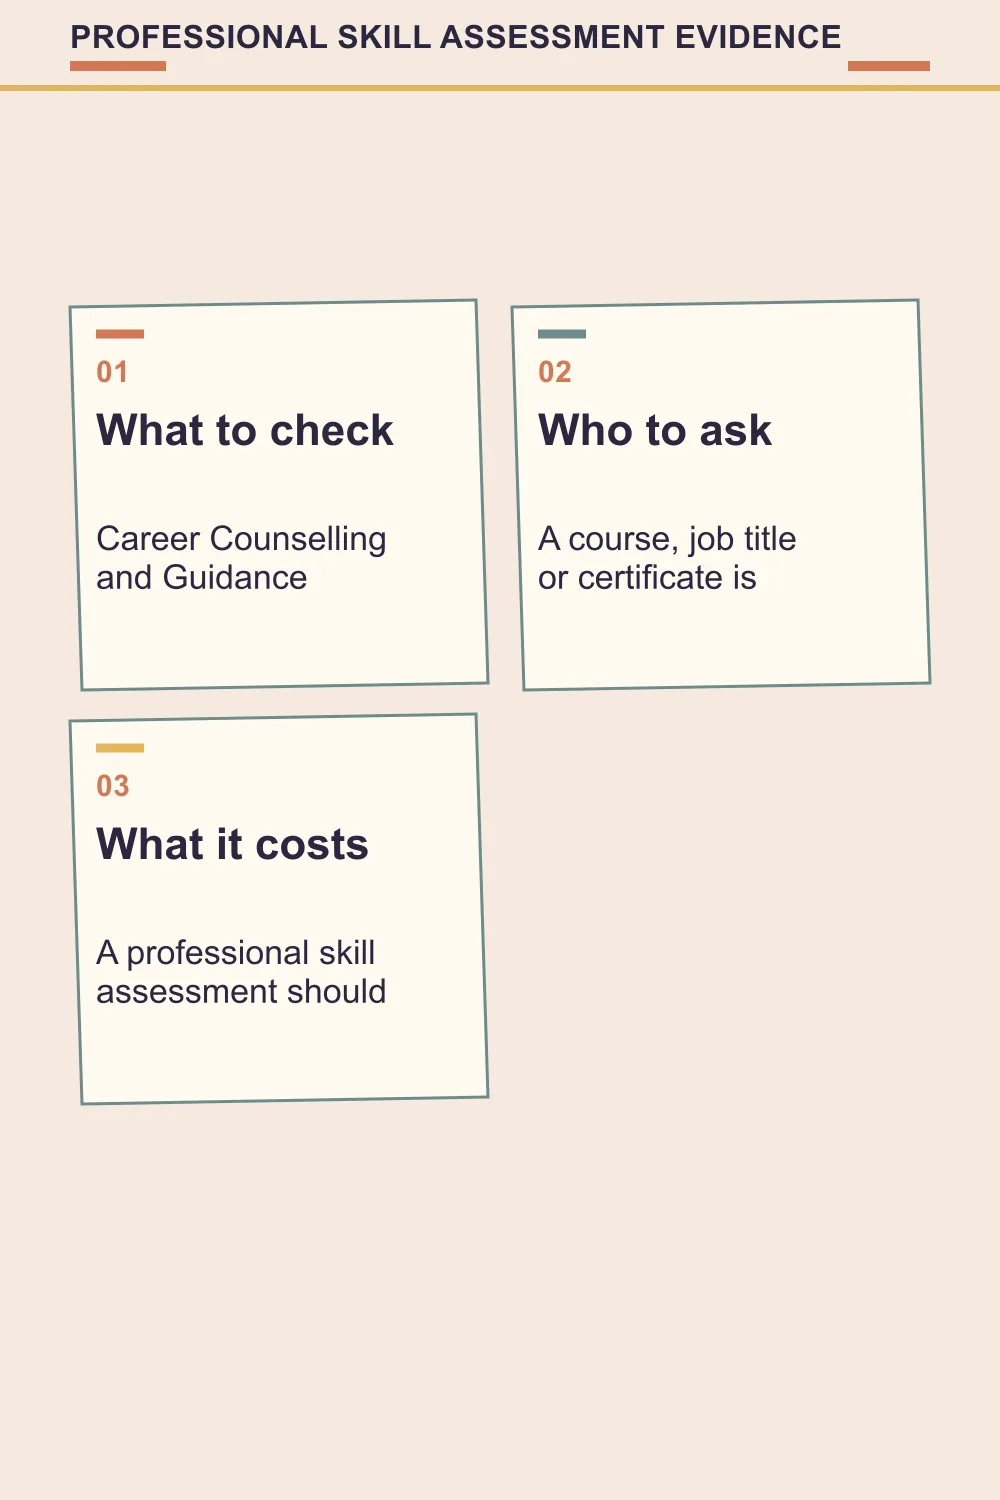 PROFESSIONAL SKILL ASSESSMENT EVIDENCE
01
What to check
Career Counselling
and Guidance
02
Who to ask
A course, job title
or certificate is
03
What it costs
A professional skill
assessment should